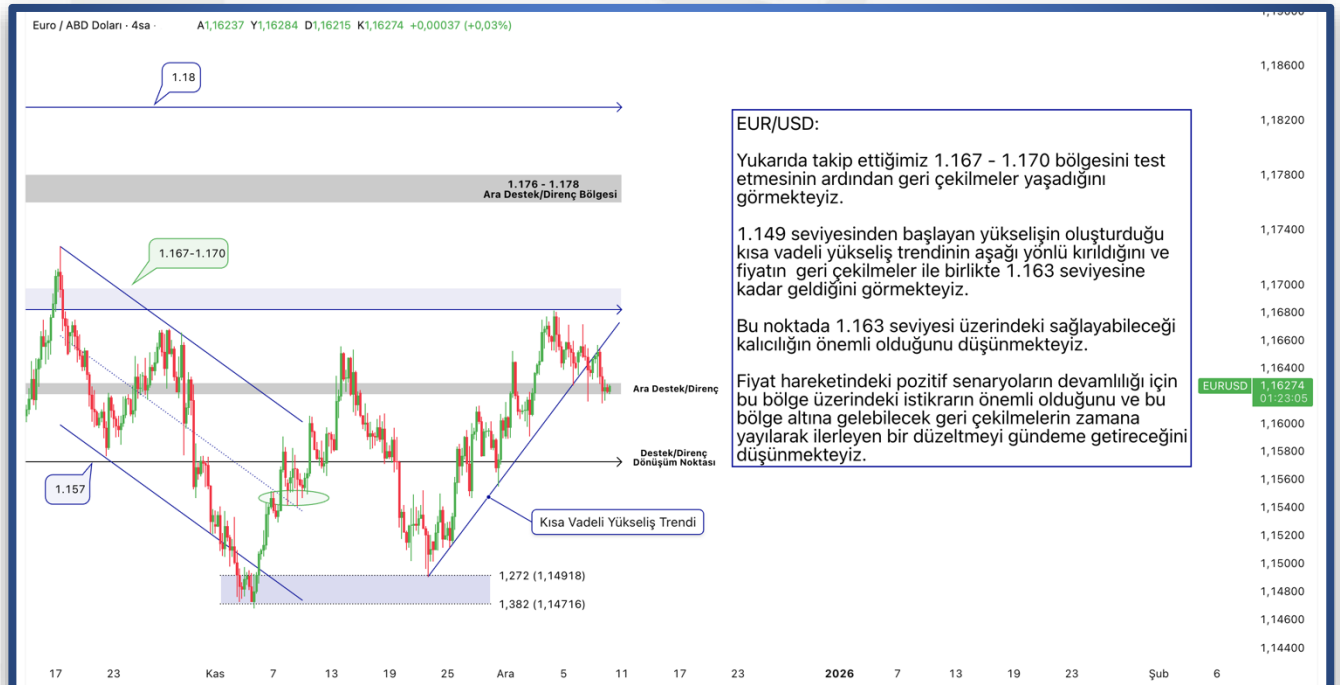 Euro / ABD Doları · 4sa · A1,16237 Y1,16284 D1,16215 K1,16274 +0,00037 (+0,03%)
1,18600
1.18
1,18200
EUR/USD:
Yukarıda takip ettiğimiz 1.167 - 1.170 bölgesini test
etmesinin ardından geri çekilmeler yaşadığını
görmekteyiz.
1.149 seviyesinden başlayan yükselişin oluşturduğu
kısa vadeli yükseliş trendinin aşağı yönlü kırıldığını ve
fiyatın geri çekilmeler ile birlikte 1.163 seviyesine
kadar geldiğini görmekteyiz.
Bu noktada 1.163 seviyesi üzerindeki sağlayabileceği
kalıcılığın önemli olduğunu düşünmekteyiz.
Fiyat hareketindeki pozitif senaryoların devamlılığı için
bu bölge üzerindeki istikrarın önemli olduğunu ve bu
bölge altına gelebilecek geri çekilmelerin zamana
yayılarak ilerleyen bir düzeltmeyi gündeme getireceğini
düşünmekteyiz.
1.176 - 1.178
Ara Destek/Direnç Bölgesi
1,17800
1,17400
1.167-1.170
1,17000
1,16800
1,16600
1,16400
Ara Destek/Direnç
EURUSD 1,16274
01:23:05
1,16000
1,15800
Destek/Direnç
Dönüşüm Noktası
1.157
1,15600
1,15400
Kısa Vadeli Yükseliş Trendi
1,15200
1,15000
1,272 (1,14918)
1,14800
1,382 (1,14716)
1,14600
1,14400
17 23 Kas 7 13 19 25 Ara 5 11 17 23 2026 7 13 19 23 Şub 6